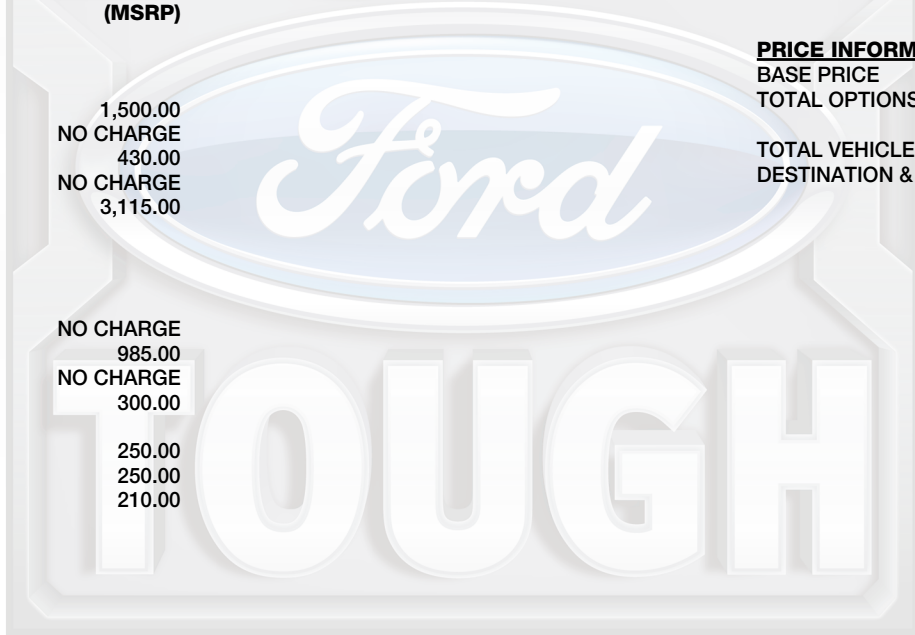 (MSRP)
1,500.00
NO CHARGE
430.00
NO CHARGE
3,115.00
NO CHARGE
985.00
NO CHARGE
300.00
250.00
250.00
210.00
PRICE INFORM
BASE PRICE
TOTAL OPTIONS
TOTAL VEHICLE
DESTINATION &
Ford
TOUGH